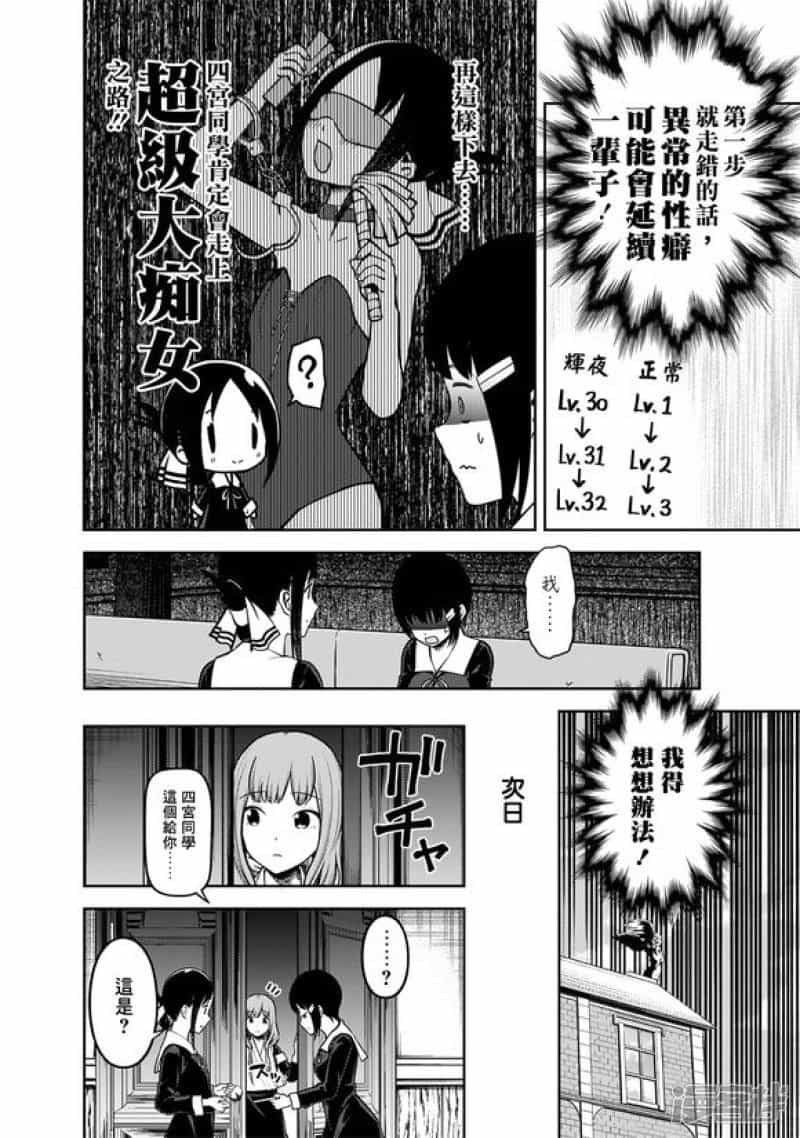 第一步
就走錯的話，
異常的性癖
可能會延續
一輩子！
正常
Lv.1
↓
Lv.2
↓
Lv.3
輝夜
Lv.30
↓
Lv.31
↓
Lv.32
再這樣下去……
四宮同學肯定會走上
超級大痴女
之路!!
？
我……
我得
想想辦法！
次日
ガチャ
四宮同學
這個給你……
……？
スッ
這是？